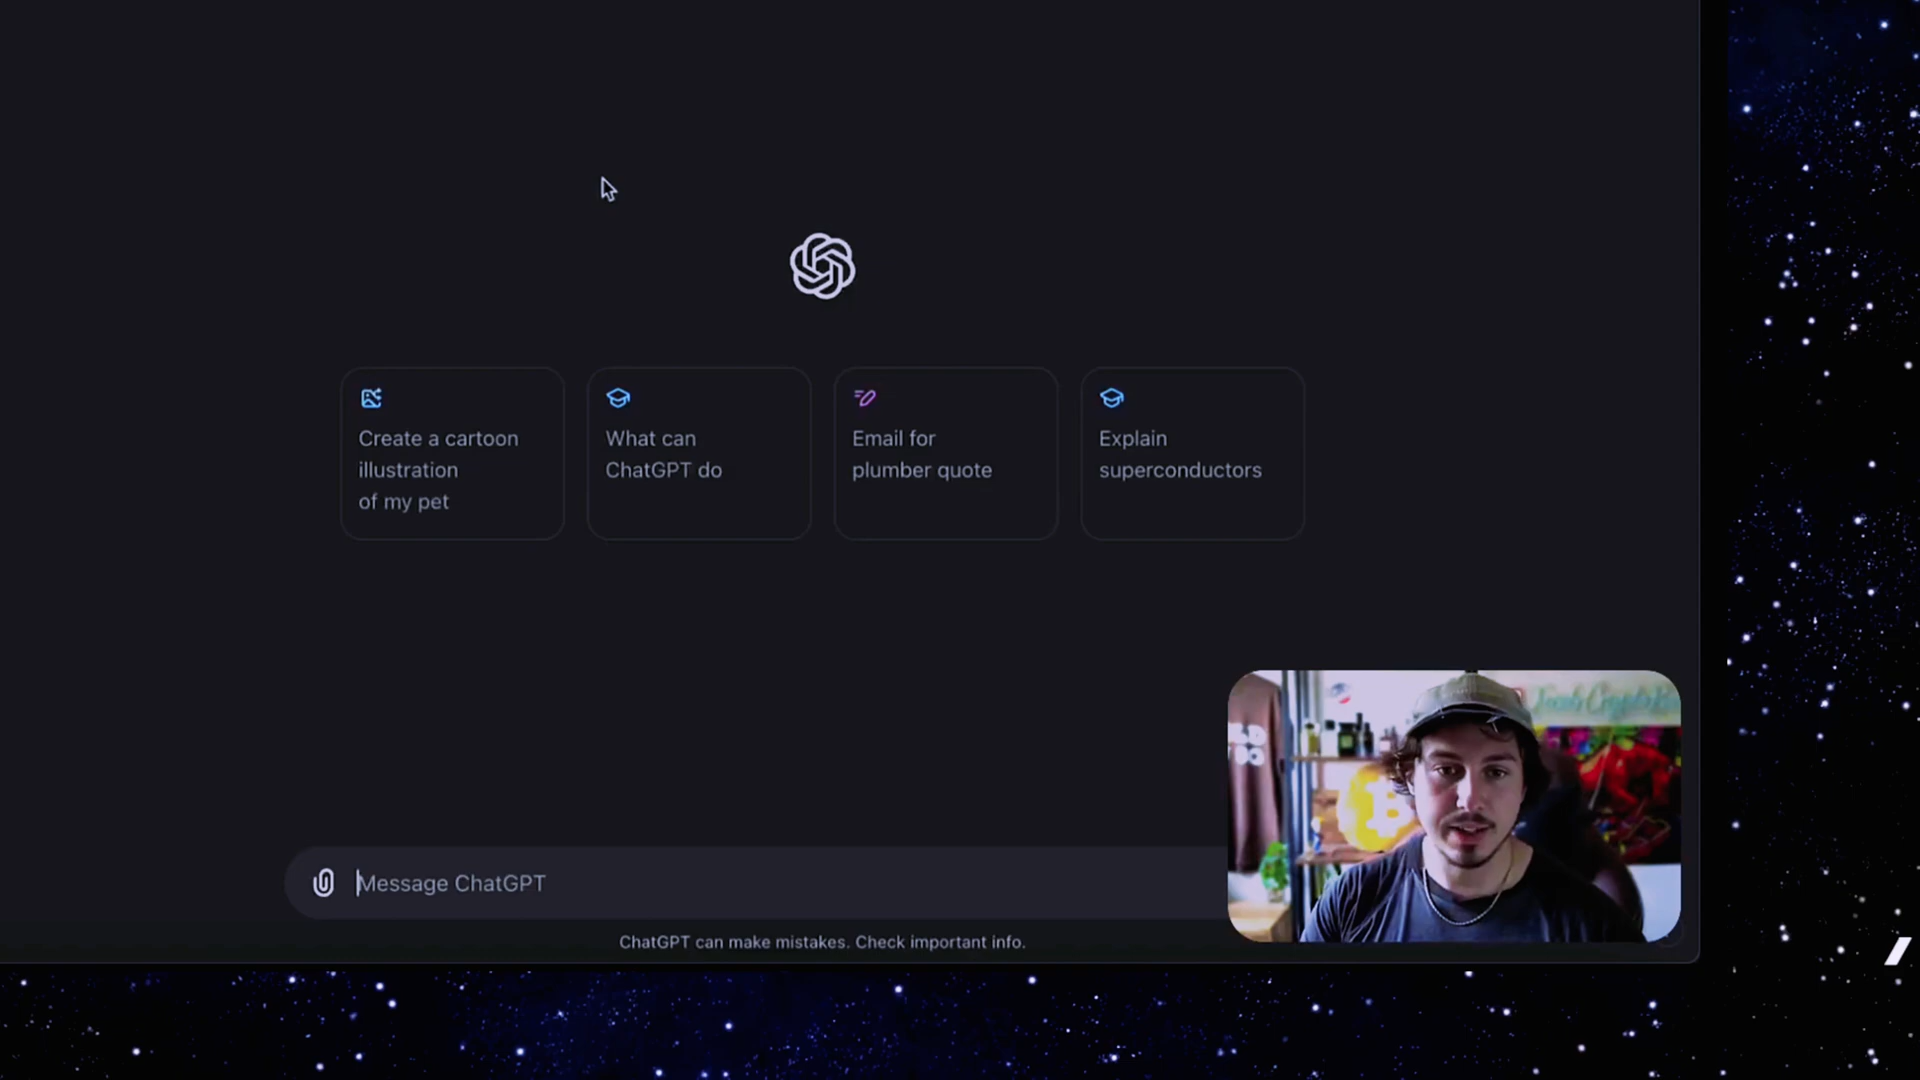 Create a cartoon
illustration
of my pet
What can
ChatGPT do
Email for
plumber quote
Explain
superconductors
Message ChatGPT
ChatGPT can make mistakes. Check important info.